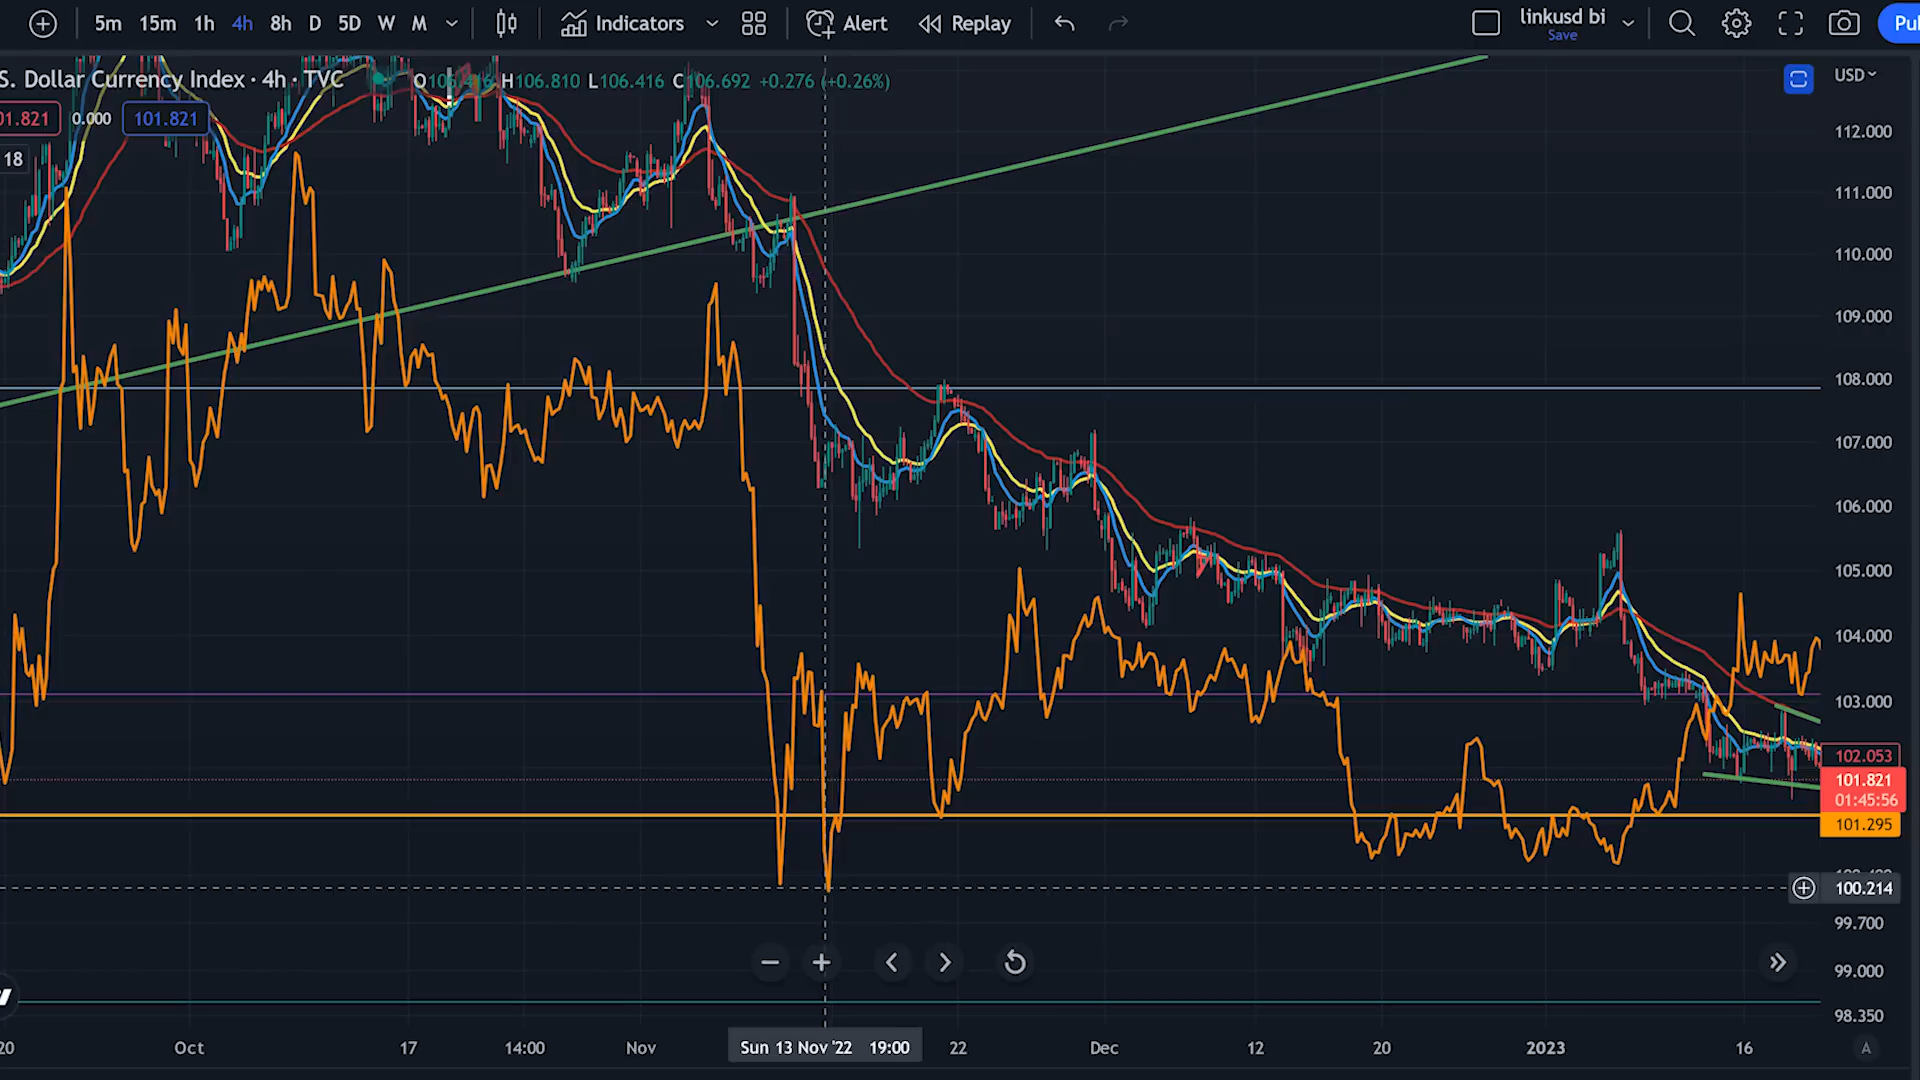 5m 15m 1h 4h 8h D 5D W M Indicators Alert Replay linkusd bi
Save
Pul
S. Dollar Currency Index · 4h · TVC H106.810 L106.416 C106.692 +0.276 (+0.26%)
USD
01.821 0.000 101.821
18
112.000
111.000
110.000
109.000
108.000
107.000
106.000
105.000
104.000
103.000
102.053
101.821
01:45:56
101.295
100.214
99.700
99.000
98.350
20 Oct 17 14:00 Nov Sun 13 Nov '22 19:00 22 Dec 12 20 2023 16 A